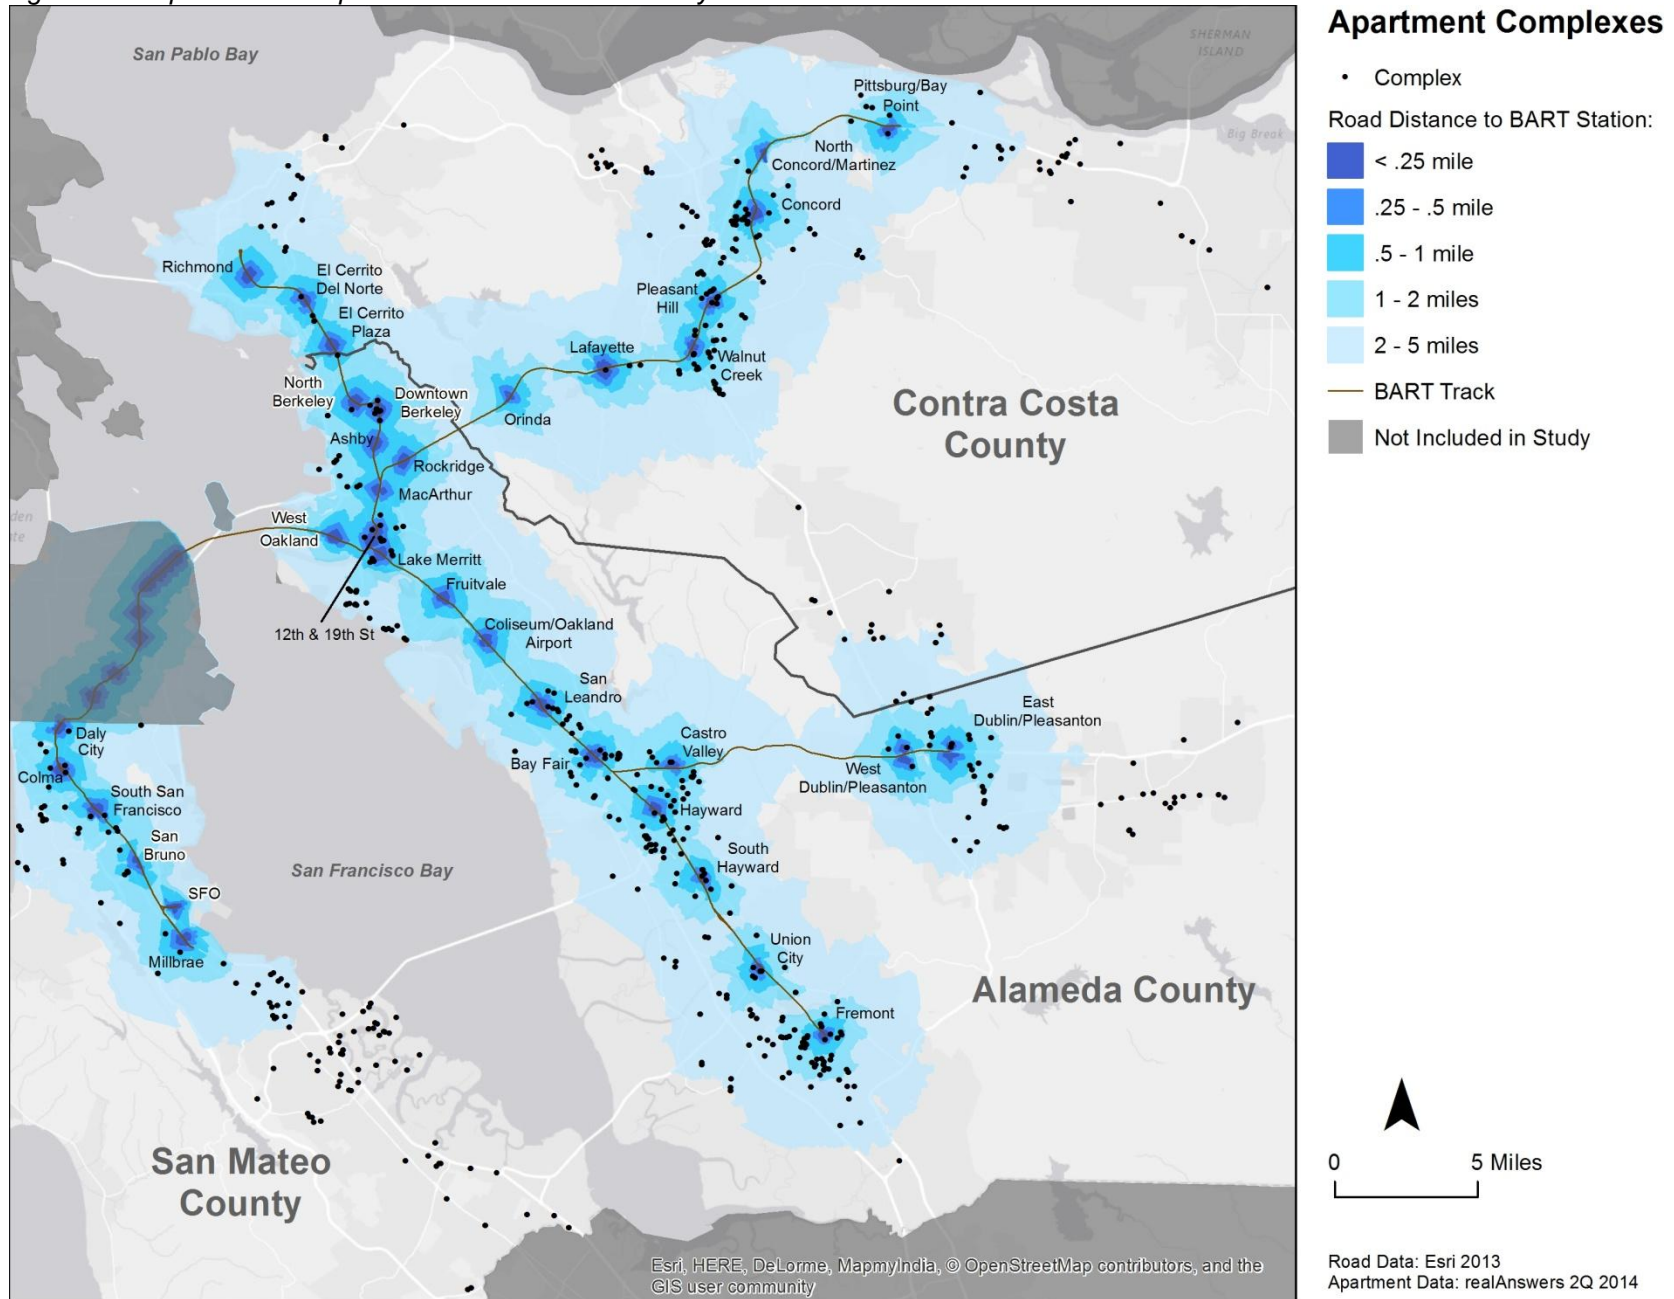 Apartment Complexes
Complex
Road Distance to BART Station:
< .25 mile
.25 - .5 mile
.5 - 1 mile
1 - 2 miles
2 - 5 miles
BART Track
Not Included in Study
San Pablo Bay
SHERMAN
ISLAND
Big Break
Pittsburg/Bay
Point
North
Concord/Martinez
Concord
Richmond
El Cerrito
Del Norte
El Cerrito
Plaza
Pleasant
Hill
Lafayette
Walnut
Creek
North
Berkeley
Downtown
Berkeley
Orinda
Ashby
Rockridge
MacArthur
Contra Costa
County
West
Oakland
Lake Merritt
Fruitvale
12th & 19th St
Coliseum/Oakland
Airport
San
Leandro
East
Dublin/Pleasanton
Castro
Valley
Bay Fair
West
Dublin/Pleasanton
Daly
City
Colma
South San
Francisco
Hayward
San
Bruno
South
Hayward
San Francisco Bay
SFO
Millbrae
Union
City
Alameda County
Fremont
San Mateo
County
0 5 Miles
Esri, HERE, DeLorme, MapmyIndia, © OpenStreetMap contributors, and the
GIS user community
Road Data: Esri 2013
Apartment Data: realAnswers 2Q 2014